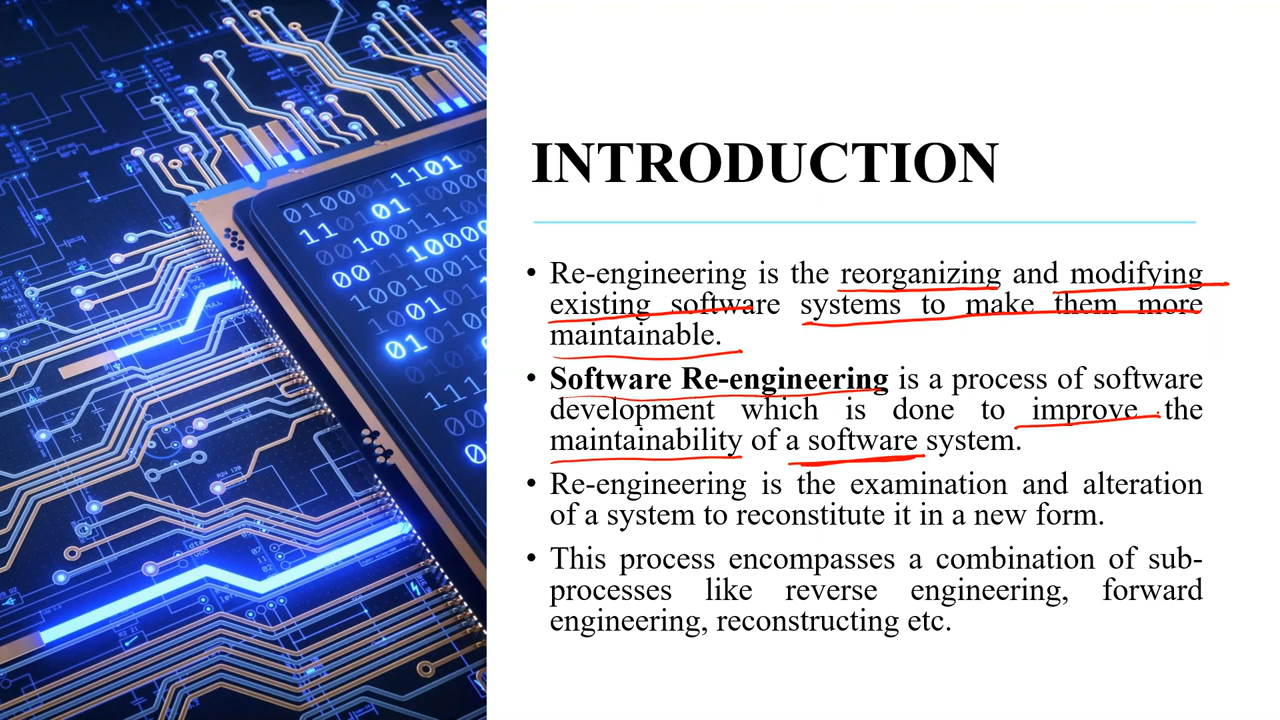 INTRODUCTION
• Re-engineering is the reorganizing and modifying
existing software systems to make them more
maintainable.
• Software Re-engineering is a process of software
development which is done to improve the
maintainability of a software system.
• Re-engineering is the examination and alteration
of a system to reconstitute it in a new form.
• This process encompasses a combination of sub-
processes like reverse engineering, forward
engineering, reconstructing etc.